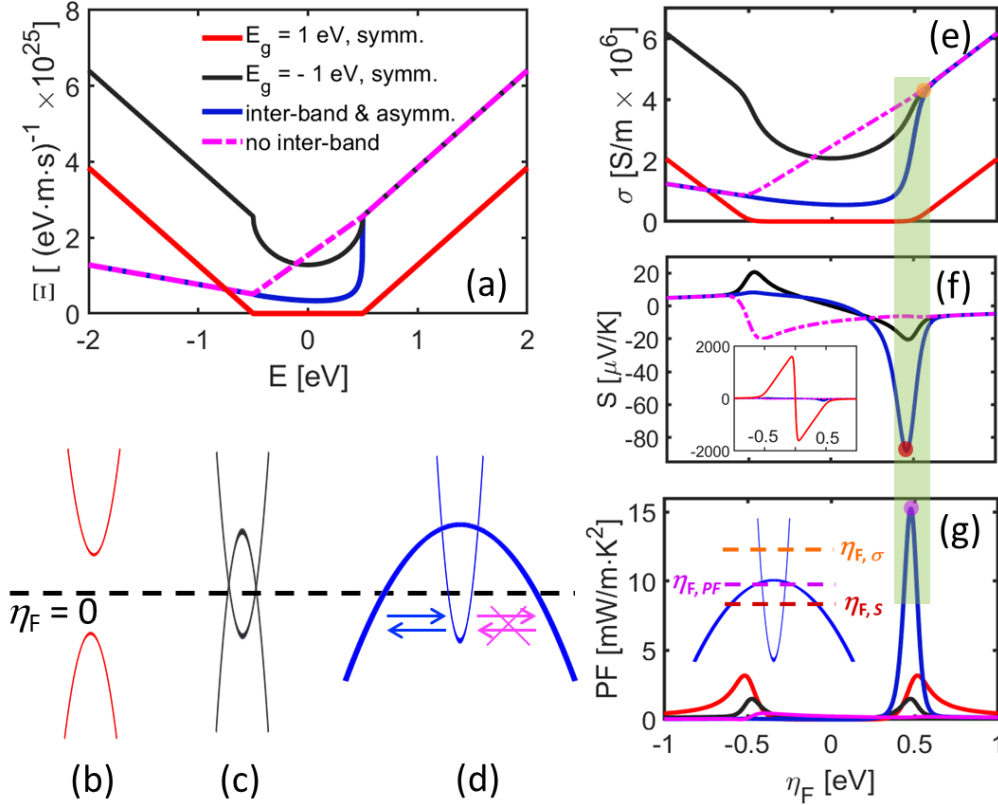 Ξ [ (eV·m·s)⁻¹ × 10²⁵]
8
6
4
2
0
E_g = 1 eV, symm.
E_g = - 1 eV, symm.
inter-band & asymm.
no inter-band
(a)
-2 -1 0 1 2
E [eV]
η_F = 0
(b) (c) (d)
σ [S/m × 10⁶]
6
4
2
0
(e)
S [μV/K]
20
0
-20
-40
-60
-80
(f)
2000
0
-2000
-0.5 0.5
PF [mW/m·K²]
15
10
5
0
(g)
η_F, σ
η_F, PF
η_F, S
-1 -0.5 0 0.5 1
η_F [eV]